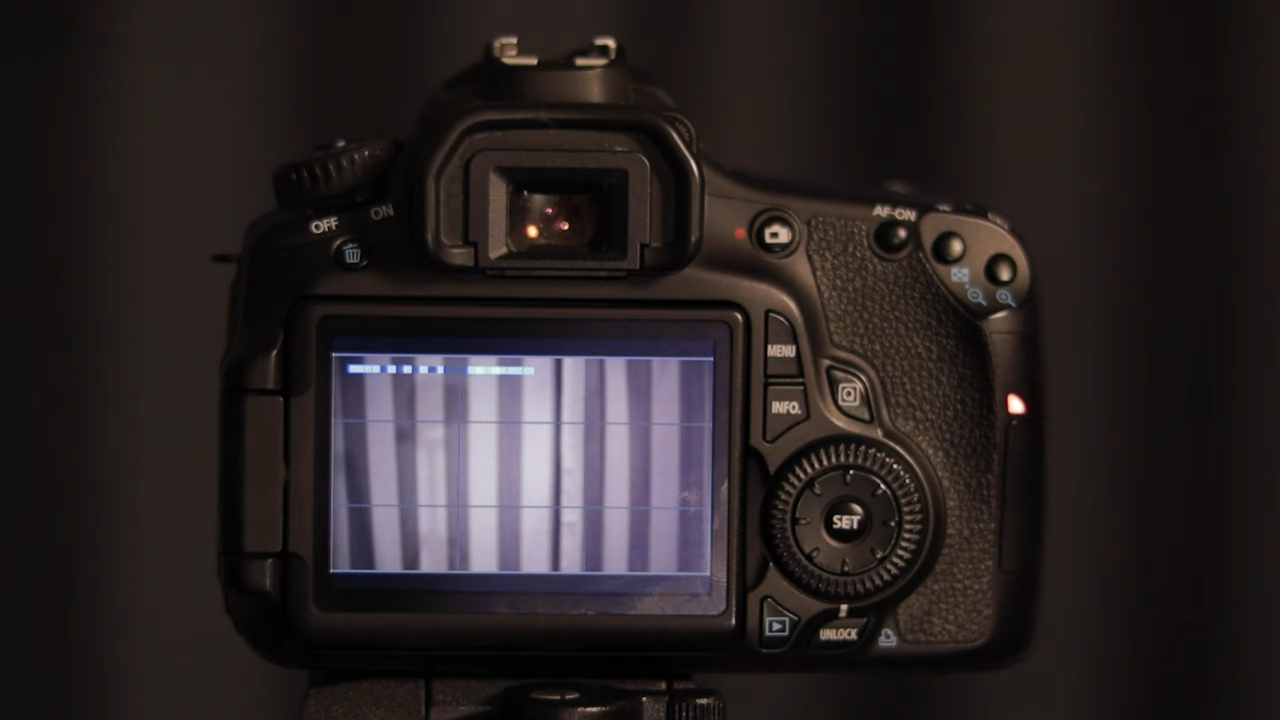 OFF ON
AF-ON
MENU
INFO.
Q
SET
UNLOCK